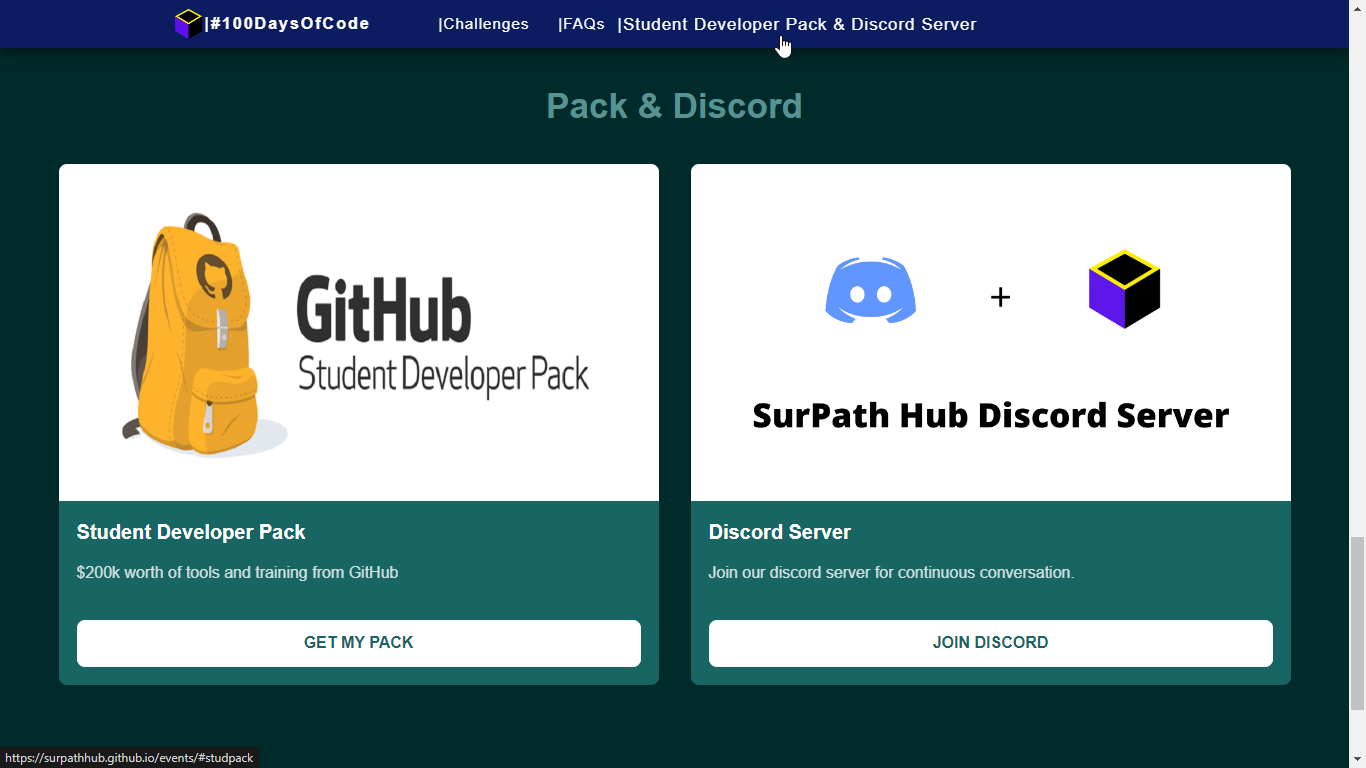 |#100DaysOfCode |Challenges |FAQs |Student Developer Pack & Discord Server
Pack & Discord
GitHub
Student Developer Pack
+
SurPath Hub Discord Server
Student Developer Pack
$200k worth of tools and training from GitHub
GET MY PACK
Discord Server
Join our discord server for continuous conversation.
JOIN DISCORD
https://surpathhub.github.io/events/#studpack